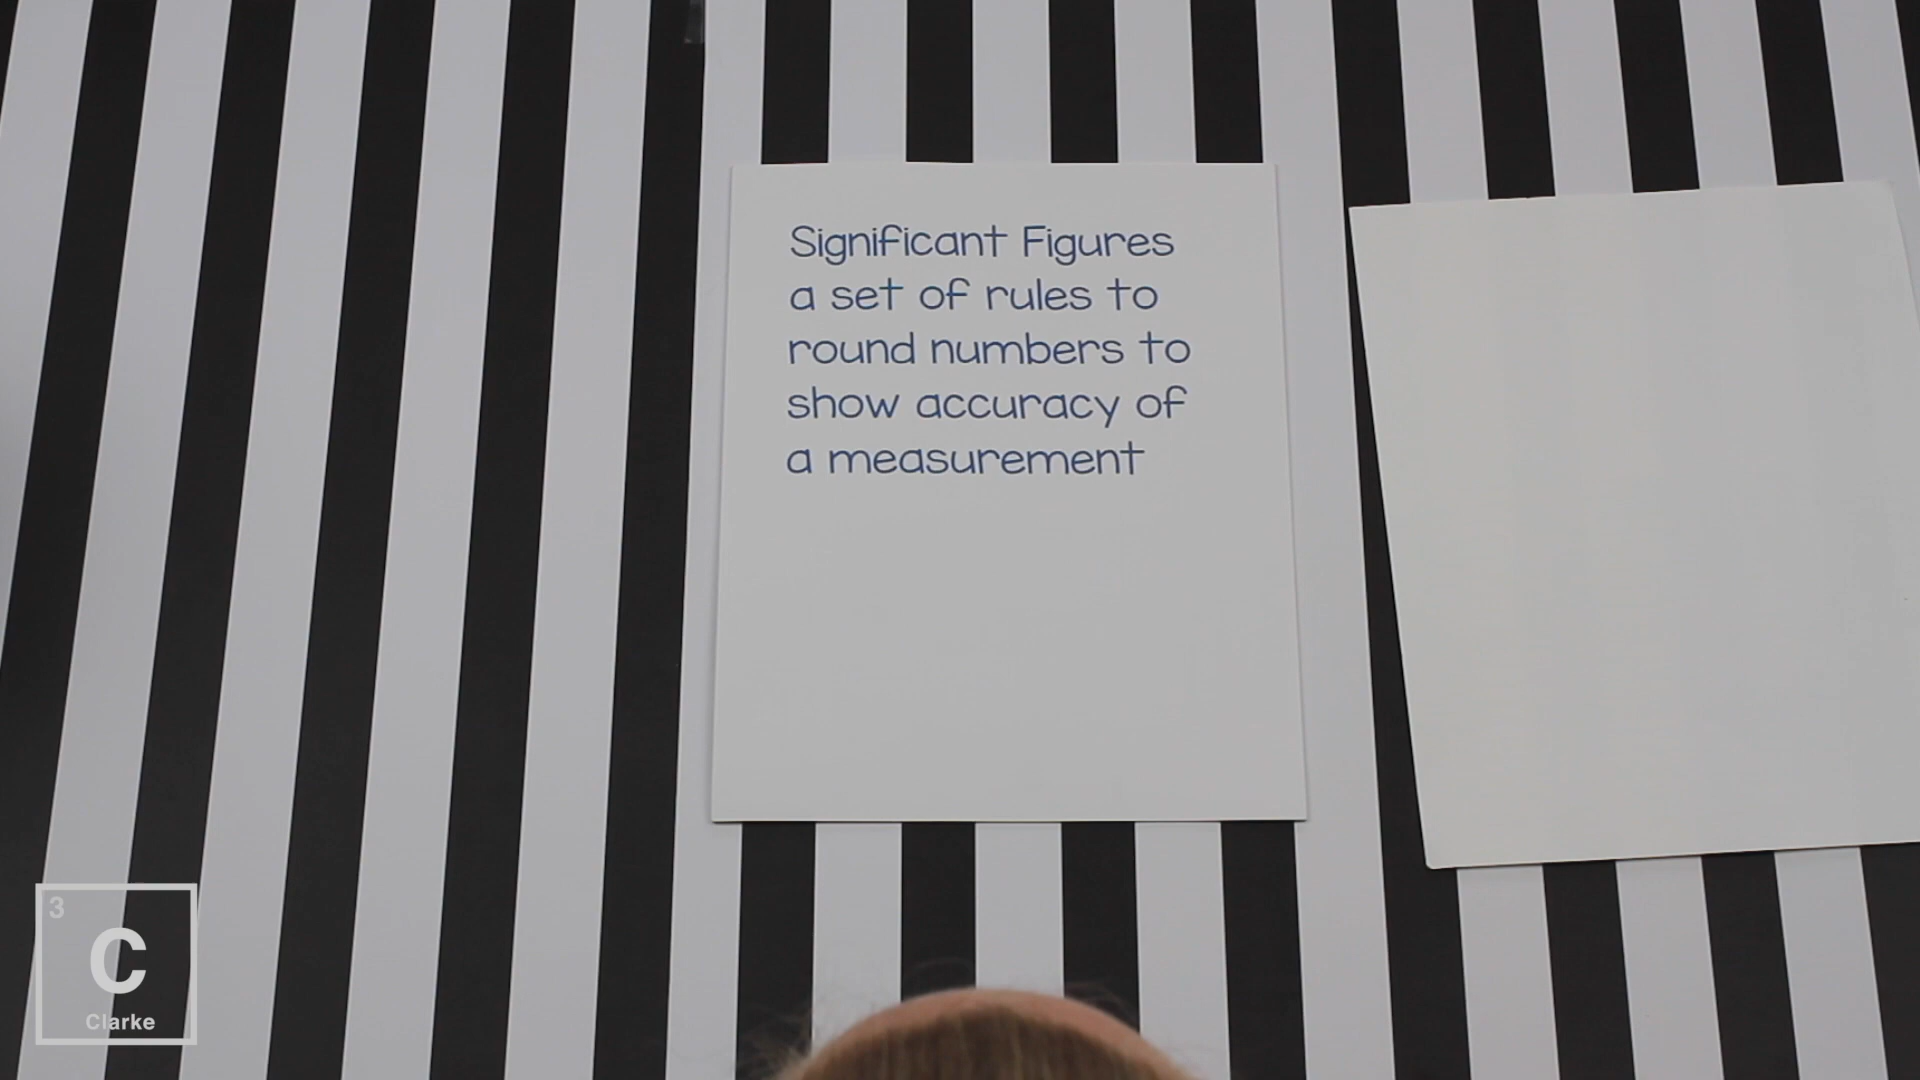 Significant Figures
a set of rules to
round numbers to
show accuracy of
a measurement
3
C
Clarke